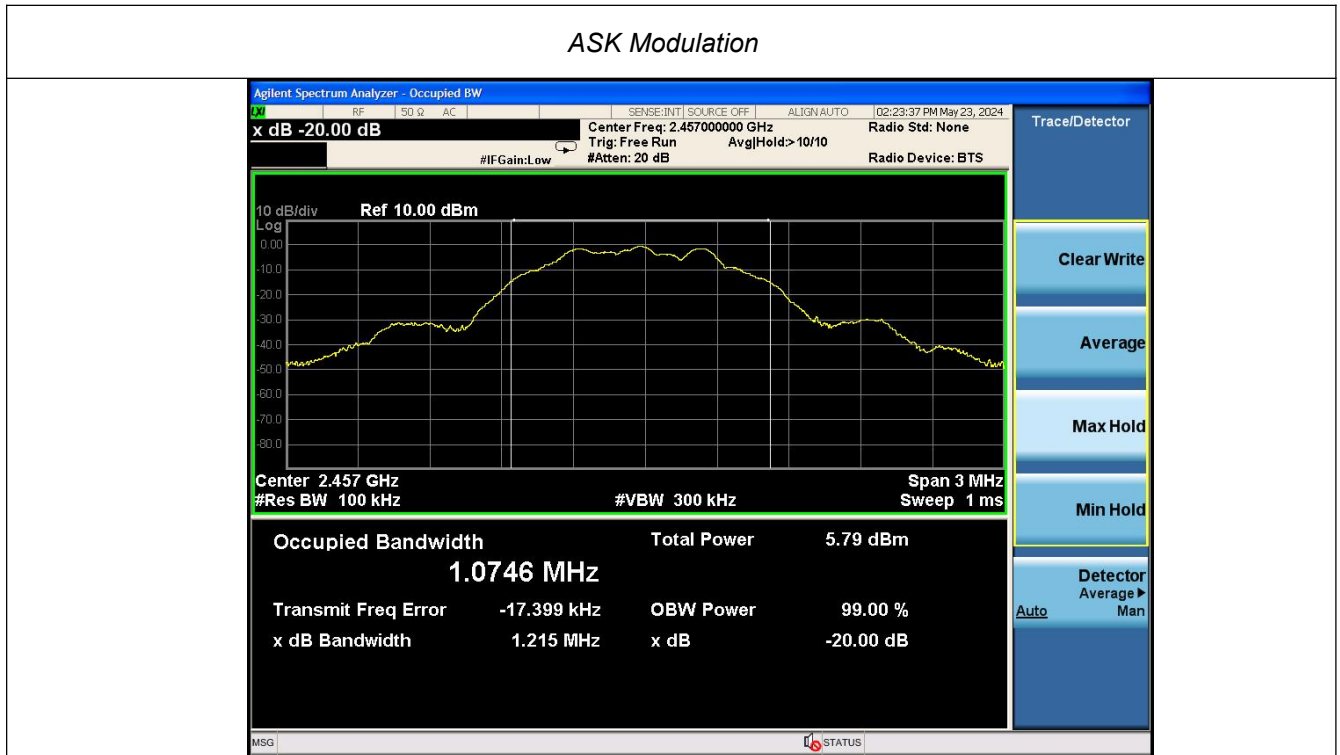 ASK Modulation
Agilent Spectrum Analyzer - Occupied BW
LXI RF 50 Ω AC SENSE:INT SOURCE OFF ALIGN AUTO 02:23:37 PM May 23, 2024
x dB -20.00 dB
Center Freq: 2.457000000 GHz
Radio Std: None
Trig: Free Run Avg|Hold:>10/10
#IFGain:Low
#Atten: 20 dB
Radio Device: BTS
10 dB/div Ref 10.00 dBm
Log
0.00
-10.0
-20.0
-30.0
-40.0
-50.0
-60.0
-70.0
-80.0
Center 2.457 GHz
Span 3 MHz
#Res BW 100 kHz
#VBW 300 kHz
Sweep 1 ms
Occupied Bandwidth
1.0746 MHz
Total Power 5.79 dBm
Transmit Freq Error -17.399 kHz
OBW Power 99.00 %
x dB Bandwidth 1.215 MHz
x dB -20.00 dB
Trace/Detector
Clear Write
Average
Max Hold
Min Hold
Detector
Average▶
Auto Man
MSG
STATUS